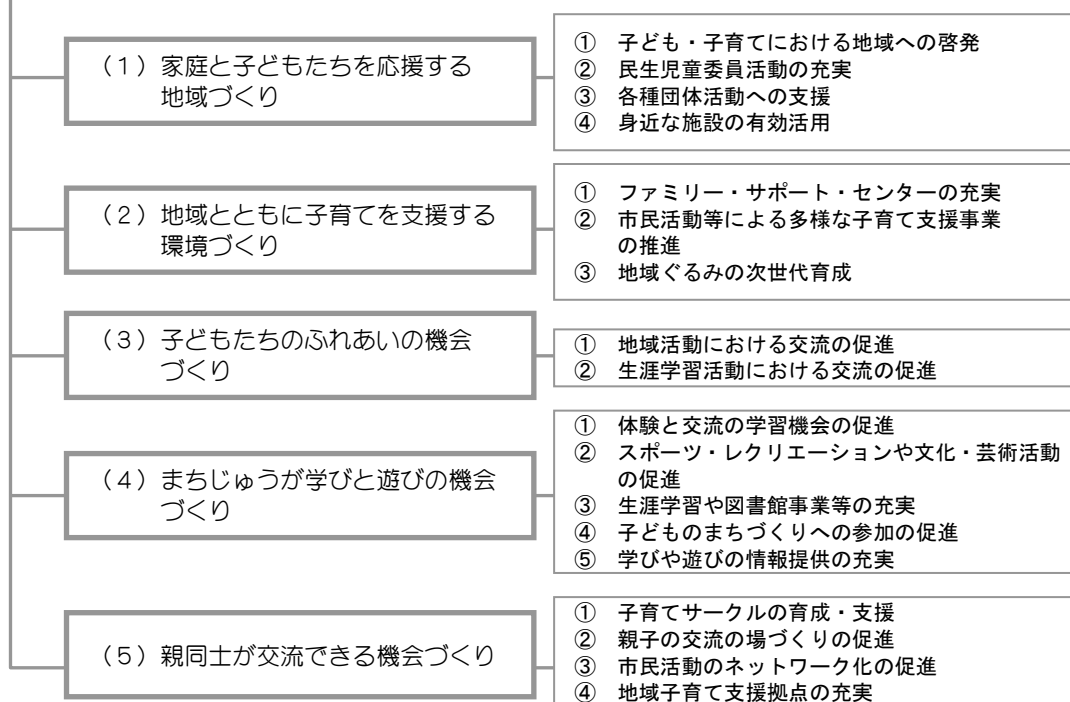 （1）家庭と子どもたちを応援する
地域づくり
① 子ども・子育てにおける地域への啓発
② 民生児童委員活動の充実
③ 各種団体活動への支援
④ 身近な施設の有効活用
（2）地域とともに子育てを支援する
環境づくり
① ファミリー・サポート・センターの充実
② 市民活動等による多様な子育て支援事業
の推進
③ 地域ぐるみの次世代育成
（3）子どもたちのふれあいの機会
づくり
① 地域活動における交流の促進
② 生涯学習活動における交流の促進
（4）まちじゅうが学びと遊びの機会
づくり
① 体験と交流の学習機会の促進
② スポーツ・レクリエーションや文化・芸術活動
の促進
③ 生涯学習や図書館事業等の充実
④ 子どものまちづくりへの参加の促進
⑤ 学びや遊びの情報提供の充実
（5）親同士が交流できる機会づくり
① 子育てサークルの育成・支援
② 親子の交流の場づくりの促進
③ 市民活動のネットワーク化の促進
④ 地域子育て支援拠点の充実